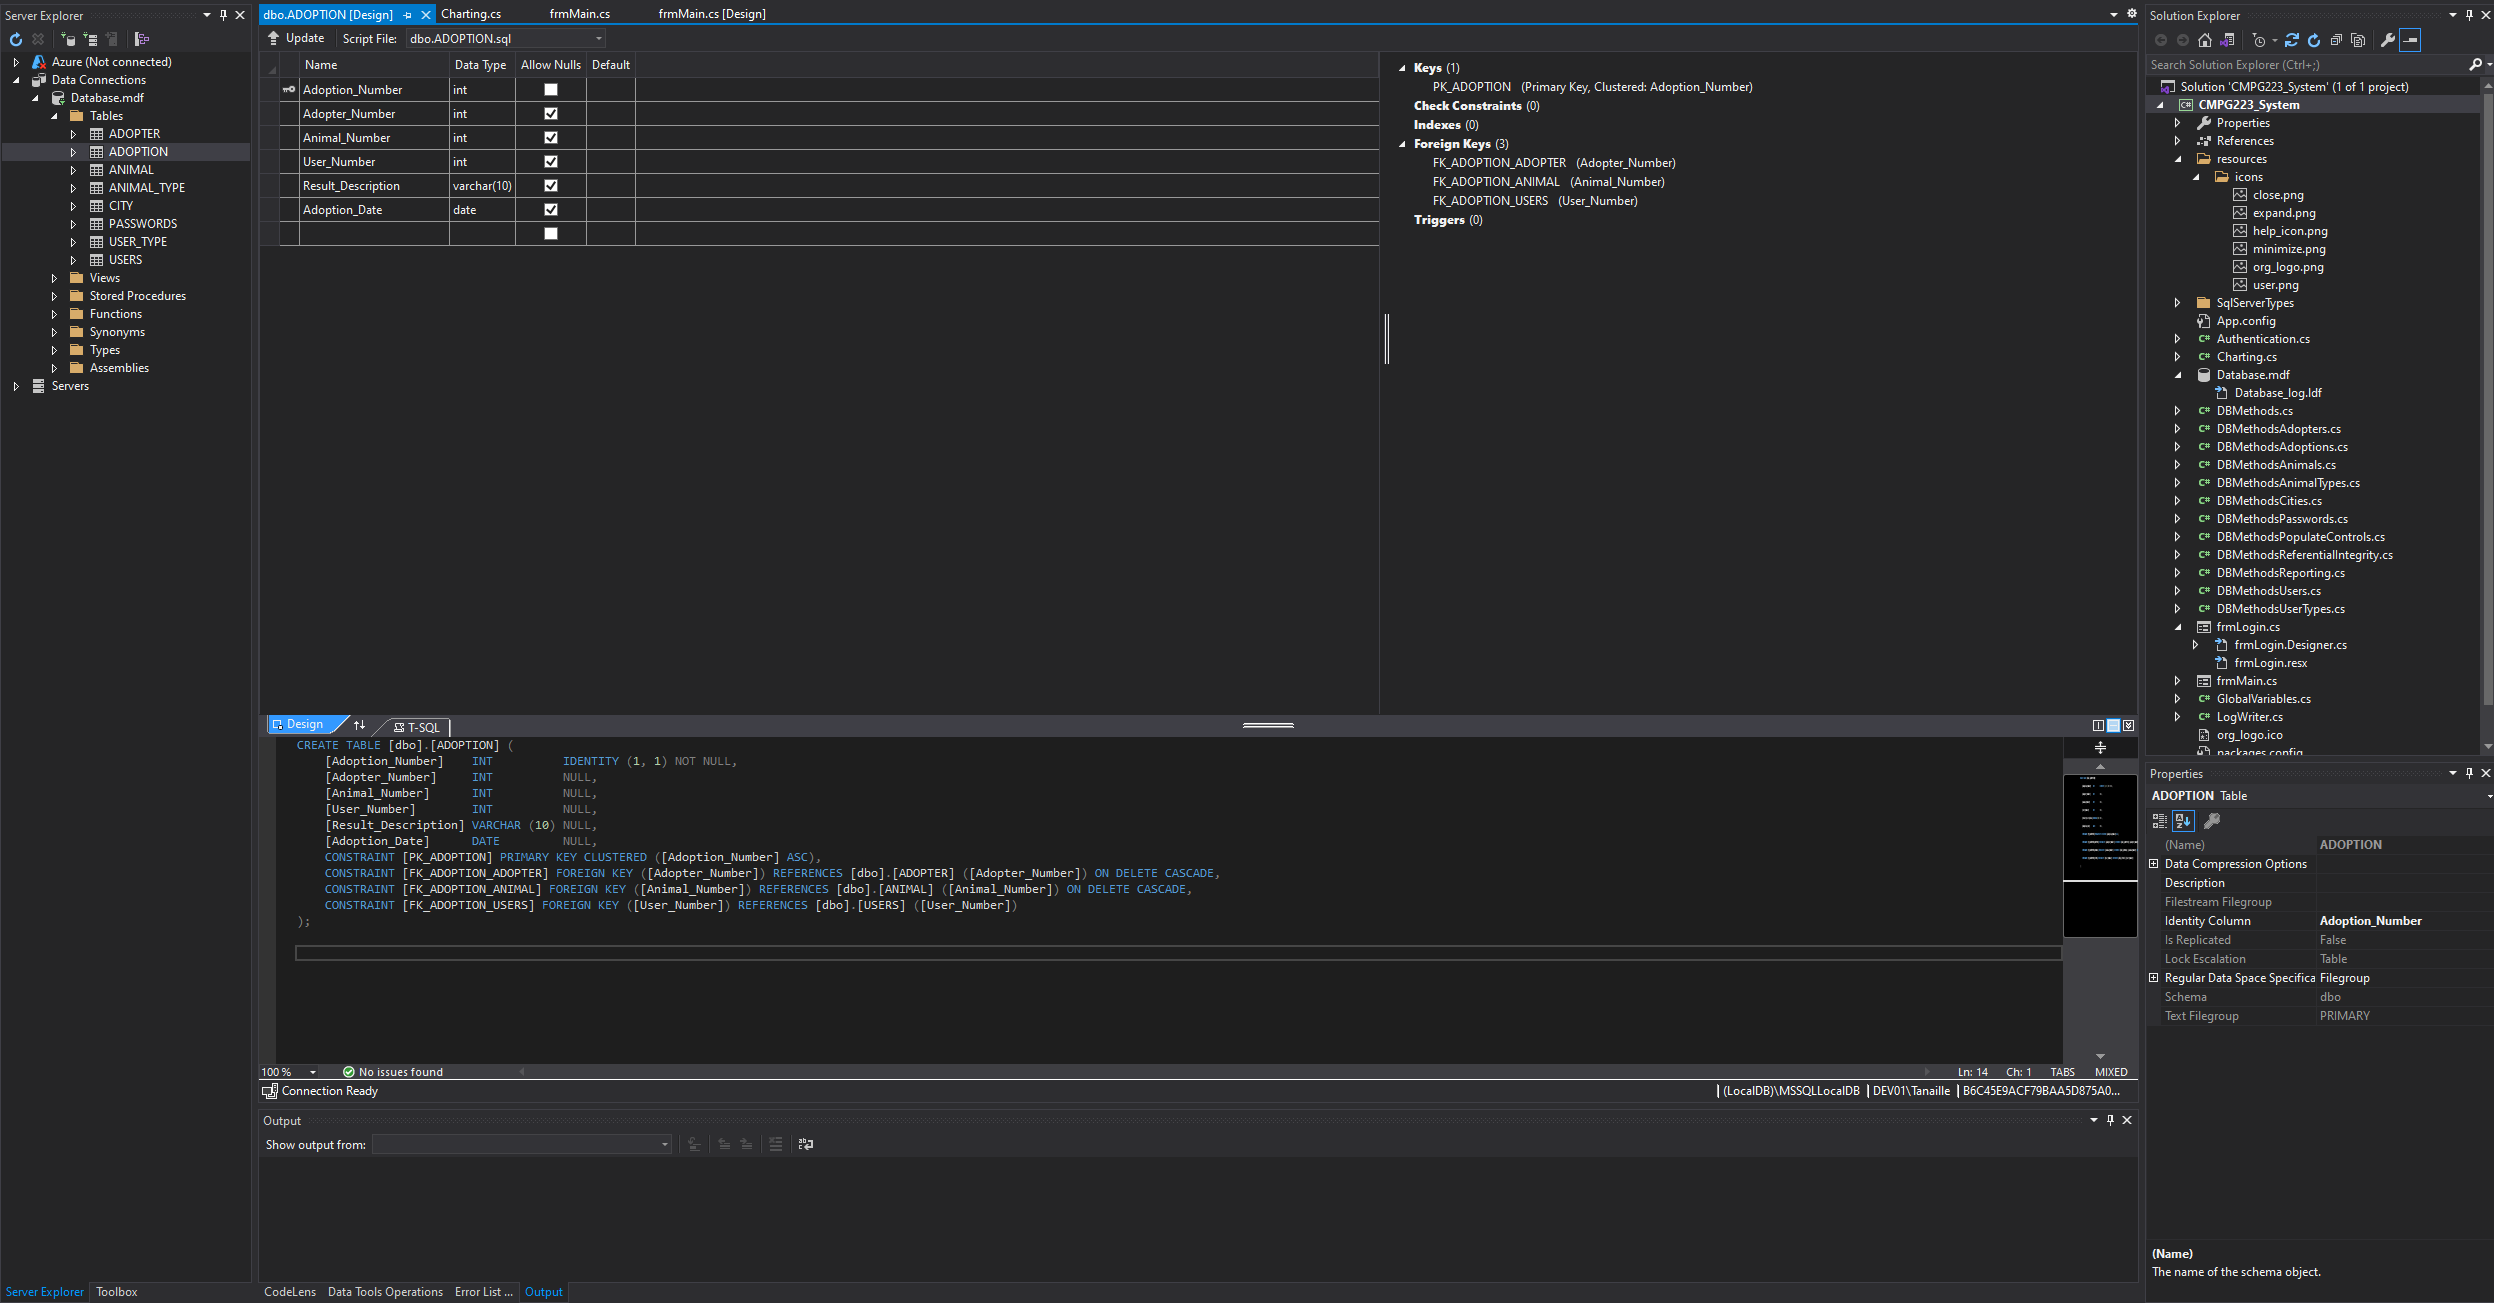 Server Explorer
Azure (Not connected)
Data Connections
Database.mdf
Tables
ADOPTER
ADOPTION
ANIMAL
ANIMAL_TYPE
CITY
PASSWORDS
USER_TYPE
USERS
Views
Stored Procedures
Functions
Synonyms
Types
Assemblies
Servers
Server Explorer Toolbox
dbo.ADOPTION [Design] Charting.cs frmMain.cs frmMain.cs [Design]
Update Script File: dbo.ADOPTION.sql
Name Data Type Allow Nulls Default
Adoption_Number int
Adopter_Number int
Animal_Number int
User_Number int
Result_Description varchar(10)
Adoption_Date date
Keys (1)
PK_ADOPTION (Primary Key, Clustered: Adoption_Number)
Check Constraints (0)
Indexes (0)
Foreign Keys (3)
FK_ADOPTION_ADOPTER (Adopter_Number)
FK_ADOPTION_ANIMAL (Animal_Number)
FK_ADOPTION_USERS (User_Number)
Triggers (0)
Design T-SQL
CREATE TABLE [dbo].[ADOPTION] (
[Adoption_Number] INT IDENTITY (1, 1) NOT NULL,
[Adopter_Number] INT NULL,
[Animal_Number] INT NULL,
[User_Number] INT NULL,
[Result_Description] VARCHAR (10) NULL,
[Adoption_Date] DATE NULL,
CONSTRAINT [PK_ADOPTION] PRIMARY KEY CLUSTERED ([Adoption_Number] ASC),
CONSTRAINT [FK_ADOPTION_ADOPTER] FOREIGN KEY ([Adopter_Number]) REFERENCES [dbo].[ADOPTER] ([Adopter_Number]) ON DELETE CASCADE,
CONSTRAINT [FK_ADOPTION_ANIMAL] FOREIGN KEY ([Animal_Number]) REFERENCES [dbo].[ANIMAL] ([Animal_Number]) ON DELETE CASCADE,
CONSTRAINT [FK_ADOPTION_USERS] FOREIGN KEY ([User_Number]) REFERENCES [dbo].[USERS] ([User_Number])
);
100 % No issues found Ln: 14 Ch: 1 TABS MIXED
Connection Ready (LocalDB)\MSSQLLocalDB DEV01\Tanaille B6C45E9ACF79BAA5D875A0...
Output
Show output from:
CodeLens Data Tools Operations Error List ... Output
Solution Explorer
Search Solution Explorer (Ctrl+;)
Solution 'CMPG223_System' (1 of 1 project)
CMPG223_System
Properties
References
resources
icons
close.png
expand.png
help_icon.png
minimize.png
org_logo.png
user.png
SqlServerTypes
App.config
Authentication.cs
Charting.cs
Database.mdf
Database_log.ldf
DBMethods.cs
DBMethodsAdopters.cs
DBMethodsAdoptions.cs
DBMethodsAnimals.cs
DBMethodsAnimalTypes.cs
DBMethodsCities.cs
DBMethodsPasswords.cs
DBMethodsPopulateControls.cs
DBMethodsReferentialIntegrity.cs
DBMethodsReporting.cs
DBMethodsUsers.cs
DBMethodsUserTypes.cs
frmLogin.cs
frmLogin.Designer.cs
frmLogin.resx
frmMain.cs
GlobalVariables.cs
LogWriter.cs
org_logo.ico
packages.config
Properties
ADOPTION Table
(Name) ADOPTION
Data Compression Options
Description
Filestream Filegroup
Identity Column Adoption_Number
Is Replicated False
Lock Escalation Table
Regular Data Space Specifica Filegroup
Schema dbo
Text Filegroup PRIMARY
(Name)
The name of the schema object.